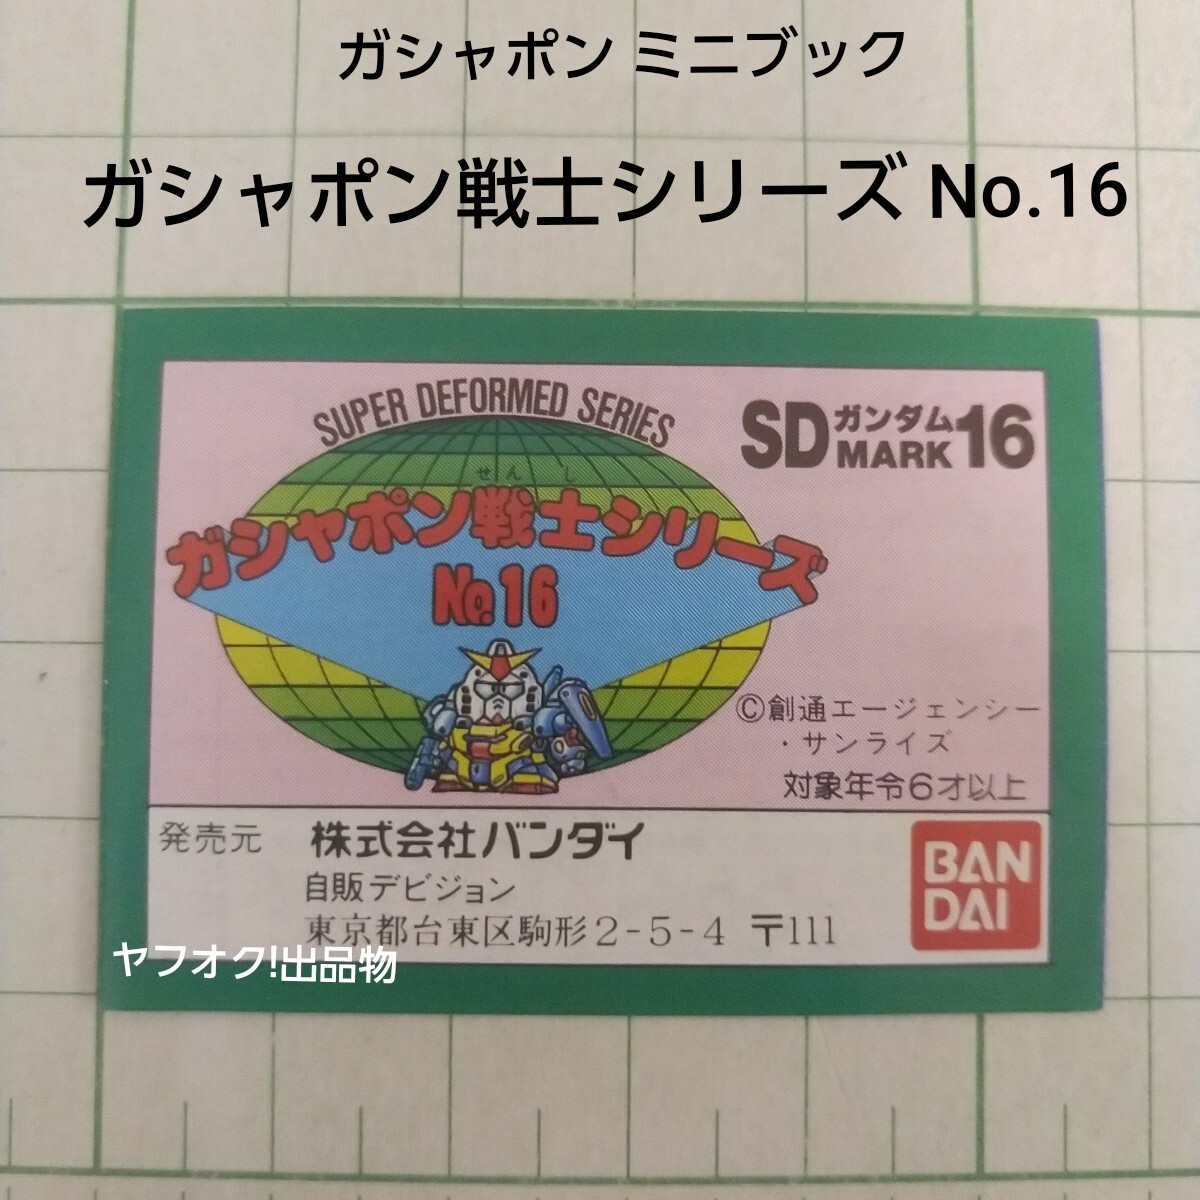 ガシャポン ミニブック
ガシャポン戦士シリーズ No.16
SUPER DEFORMED SERIES
SDガンダム MARK 16
せんし
ガシャポン戦士シリーズ
No.16
©創通エージェンシー
・サンライズ
対象年令6才以上
発売元 株式会社バンダイ
自販デビジョン
東京都台東区駒形2-5-4 〒111
BAN
DAI
ヤフオク!出品物